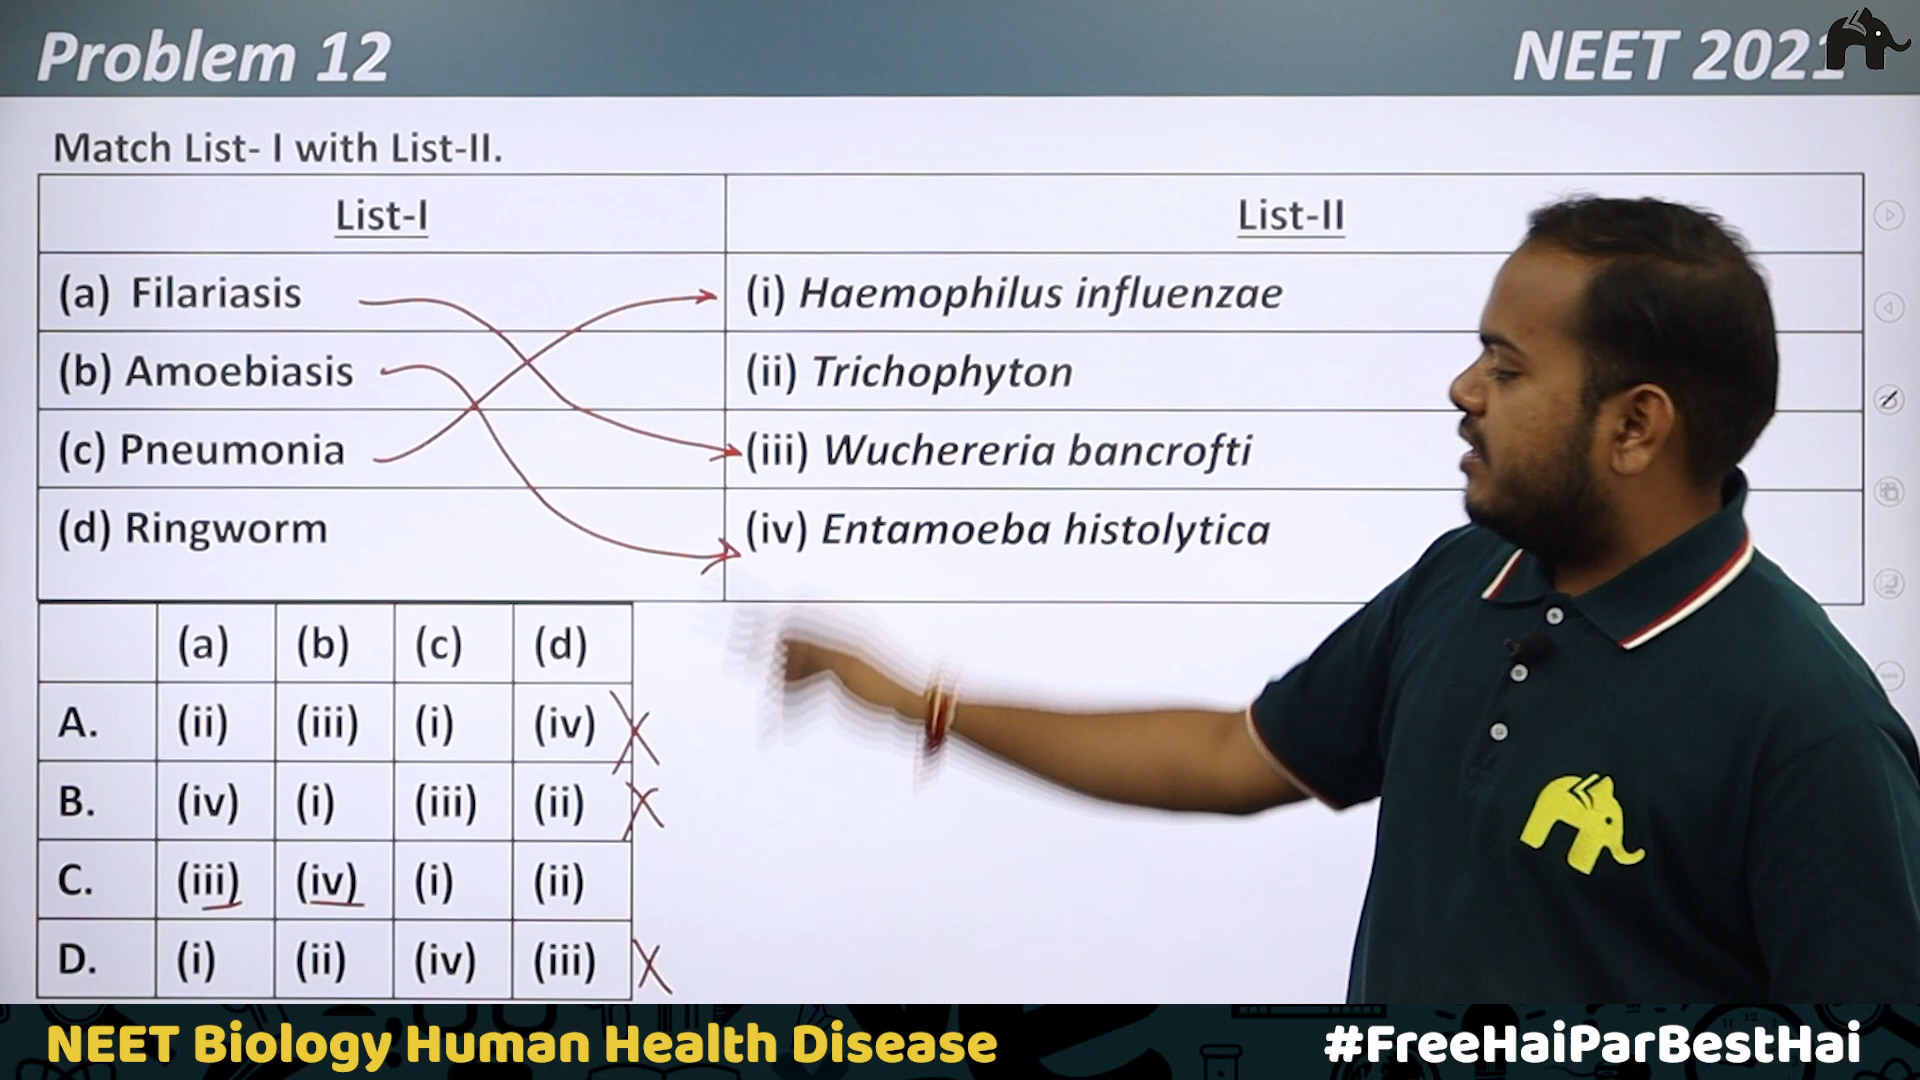 Problem 12
NEET 2021
Match List- I with List-II.
List-I List-II
(a) Filariasis (i) Haemophilus influenzae
(b) Amoebiasis (ii) Trichophyton
(c) Pneumonia (iii) Wuchereria bancrofti
(d) Ringworm (iv) Entamoeba histolytica
(a) (b) (c) (d)
A. (ii) (iii) (i) (iv)
B. (iv) (i) (iii) (ii)
C. (iii) (iv) (i) (ii)
D. (i) (ii) (iv) (iii)
NEET Biology Human Health Disease
#FreeHaiParBestHai